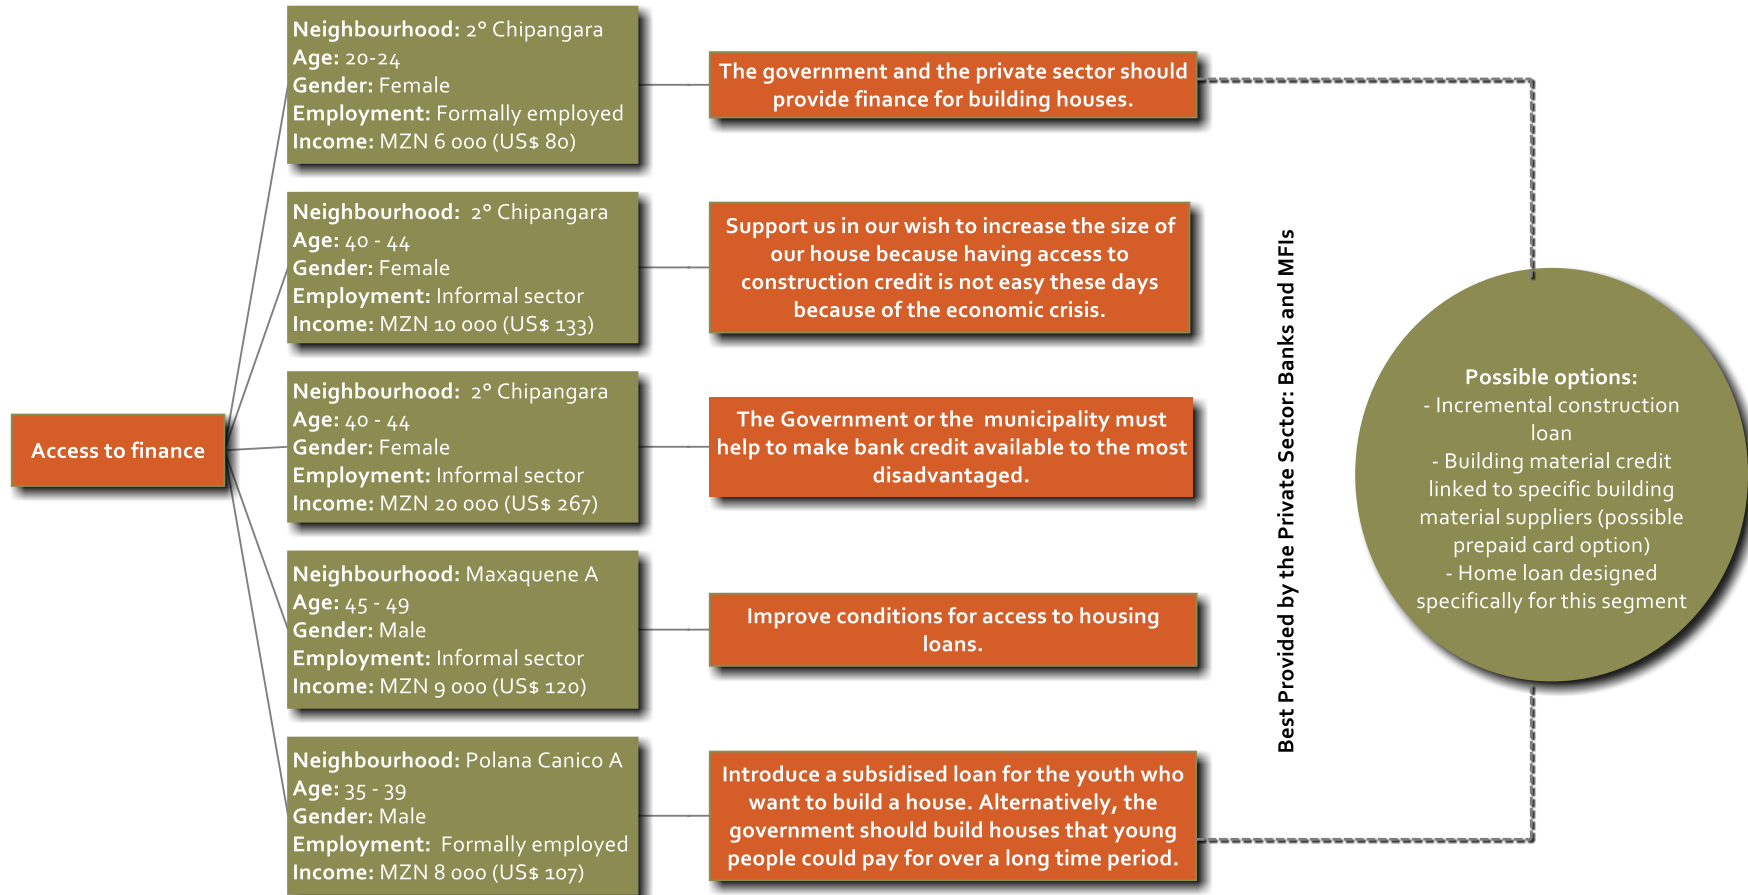 Access to finance
Neighbourhood: 2° Chipangara
Age: 20-24
Gender: Female
Employment: Formally employed
Income: MZN 6 000 (US$ 80)
The government and the private sector should
provide finance for building houses.
Neighbourhood: 2° Chipangara
Age: 40 - 44
Gender: Female
Employment: Informal sector
Income: MZN 10 000 (US$ 133)
Support us in our wish to increase the size of
our house because having access to
construction credit is not easy these days
because of the economic crisis.
Neighbourhood: 2° Chipangara
Age: 40 - 44
Gender: Female
Employment: Informal sector
Income: MZN 20 000 (US$ 267)
The Government or the municipality must
help to make bank credit available to the most
disadvantaged.
Neighbourhood: Maxaquene A
Age: 45 - 49
Gender: Male
Employment: Informal sector
Income: MZN 9 000 (US$ 120)
Improve conditions for access to housing
loans.
Neighbourhood: Polana Canico A
Age: 35 - 39
Gender: Male
Employment: Formally employed
Income: MZN 8 000 (US$ 107)
Introduce a subsidised loan for the youth who
want to build a house. Alternatively, the
government should build houses that young
people could pay for over a long time period.
Best Provided by the Private Sector: Banks and MFIs
Possible options:
- Incremental construction
loan
- Building material credit
linked to specific building
material suppliers (possible
prepaid card option)
- Home loan designed
specifically for this segment